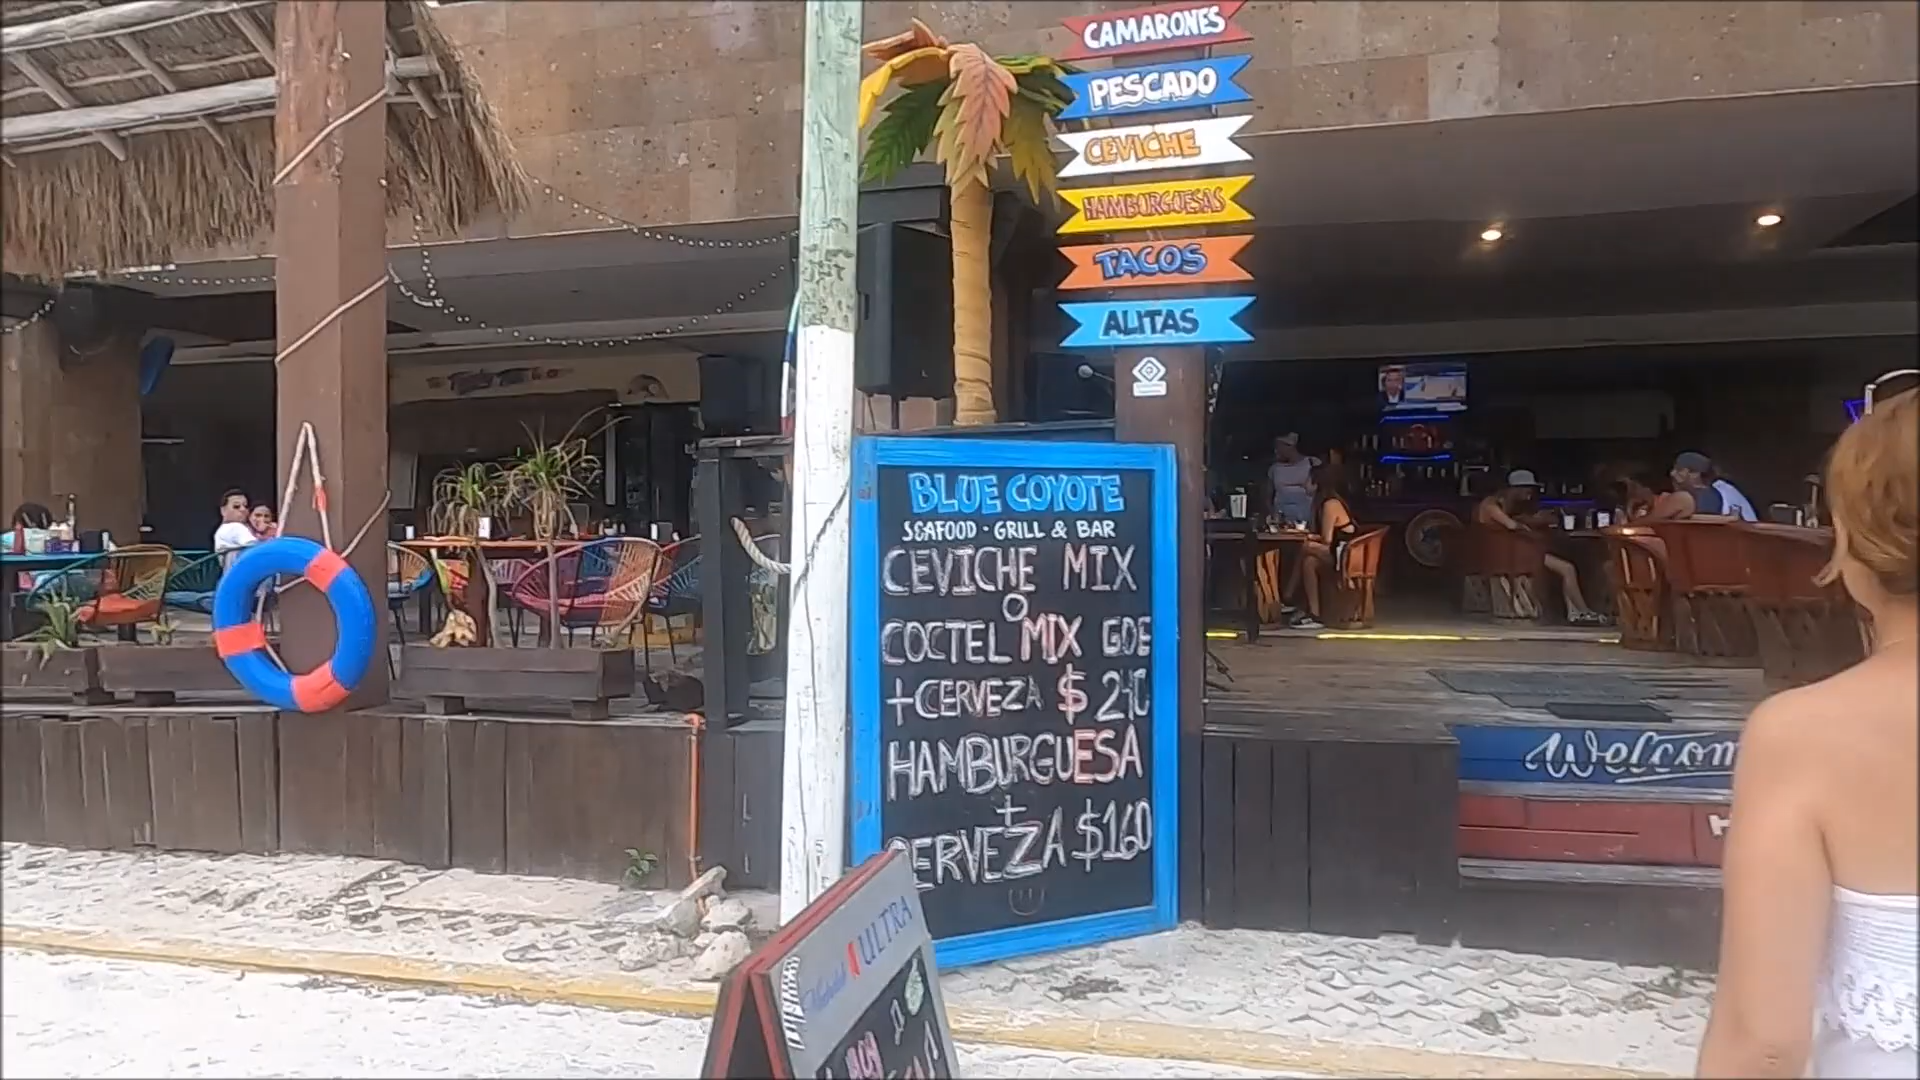 CAMARONES
PESCADO
CEVICHE
HAMBURGUESAS
TACOS
ALITAS
BLUE COYOTE
SEAFOOD · GRILL & BAR
CEVICHE MIX
O
COCTEL MIX GDE
+CERVEZA $240
HAMBURGUESA
+
CERVEZA $160
Welcom
ULTRA